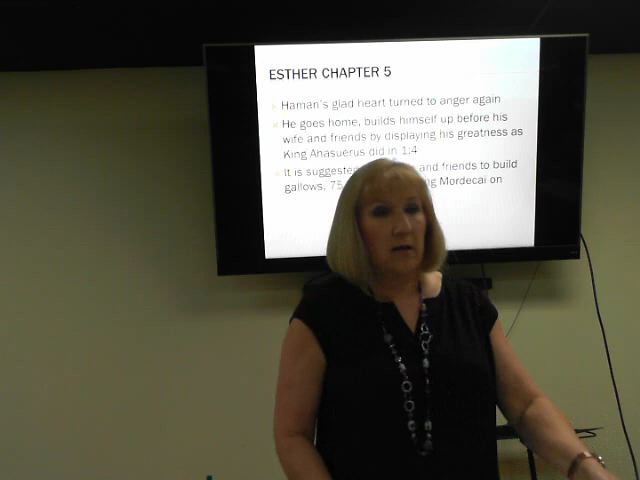 ESTHER CHAPTER 5
Haman's glad heart turned to anger again
He goes home, builds himself up before his
wife and friends by displaying his greatness as
King Ahasuerus did in 1:4
It is suggested and friends to build
gallows, 75 Mordecai on